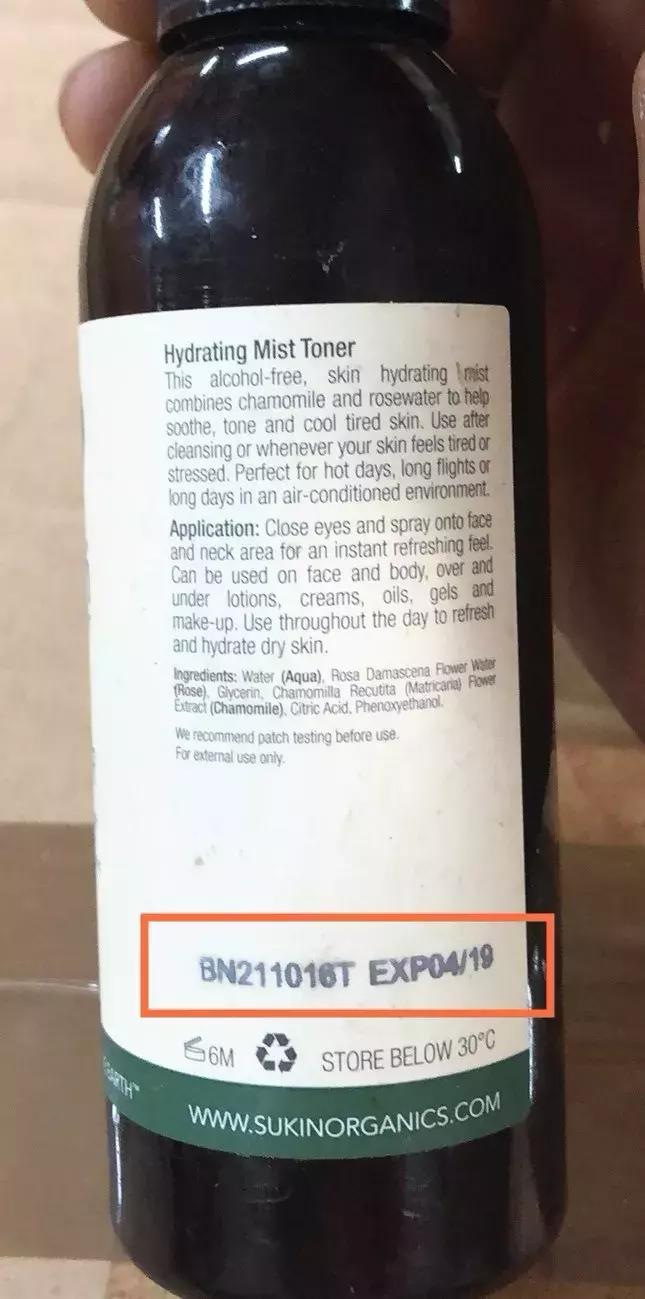 Hydrating Mist Toner
This alcohol-free, skin hydrating mist
combines chamomile and rosewater to help
soothe, tone and cool tired skin. Use after
cleansing or whenever your skin feels tired or
stressed. Perfect for hot days, long flights or
long days in an air-conditioned environment.
Application: Close eyes and spray onto face
and neck area for an instant refreshing feel.
Can be used on face and body, over and
under lotions, creams, oils, gels and
make-up. Use throughout the day to refresh
and hydrate dry skin.
Ingredients: Water (Aqua), Rosa Damascena Flower Water
(Rose), Glycerin, Chamomilla Recutita (Matricaria) Flower
Extract (Chamomile), Citric Acid, Phenoxyethanol.
We recommend patch testing before use.
For external use only.
BN211016T EXP04/19
6M STORE BELOW 30°C
EARTH™
WWW.SUKINORGANICS.COM